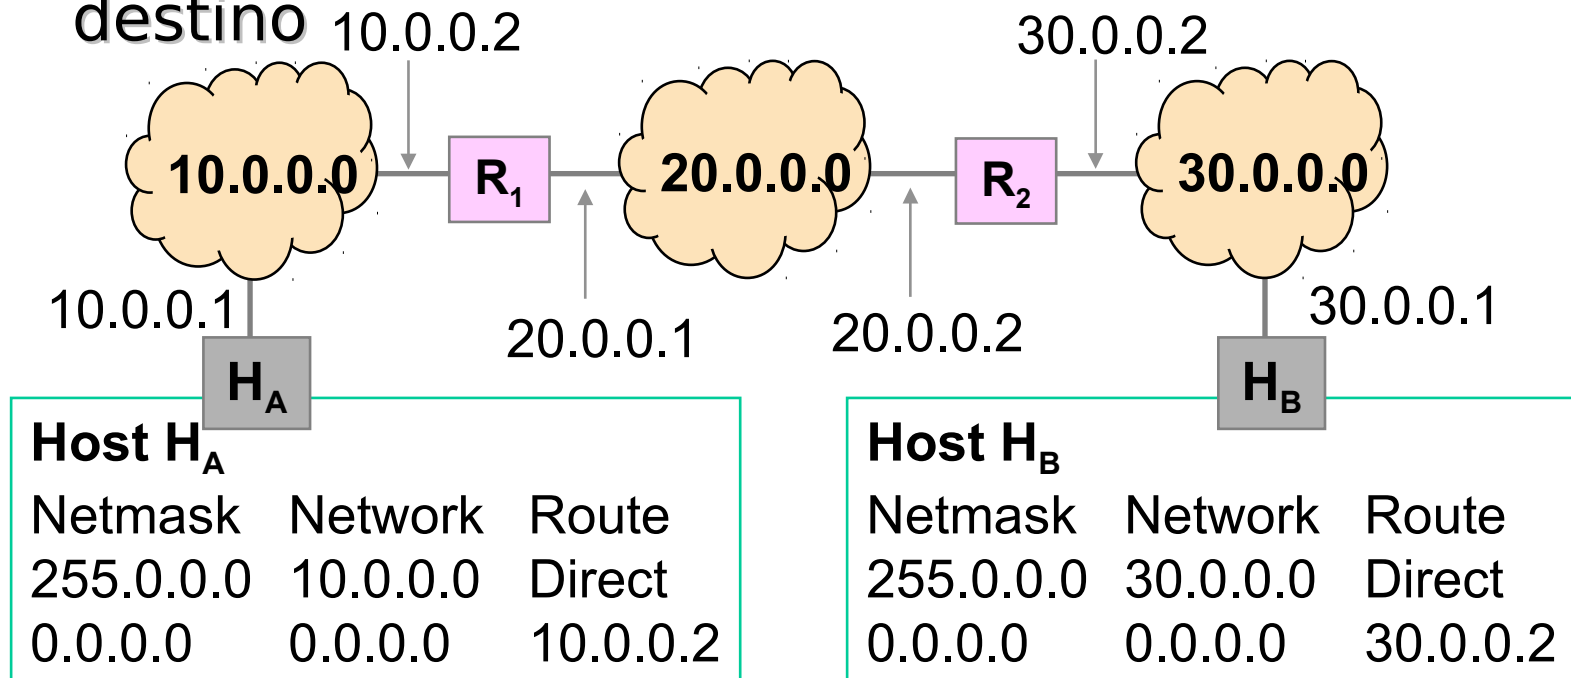 destino
10.0.0.2
30.0.0.2
10.0.0.0
R1
20.0.0.0
R2
30.0.0.0
10.0.0.1
20.0.0.1
20.0.0.2
30.0.0.1
HA
HB
Host HA
Netmask Network Route
255.0.0.0 10.0.0.0 Direct
0.0.0.0 0.0.0.0 10.0.0.2
Host HB
Netmask Network Route
255.0.0.0 30.0.0.0 Direct
0.0.0.0 0.0.0.0 30.0.0.2